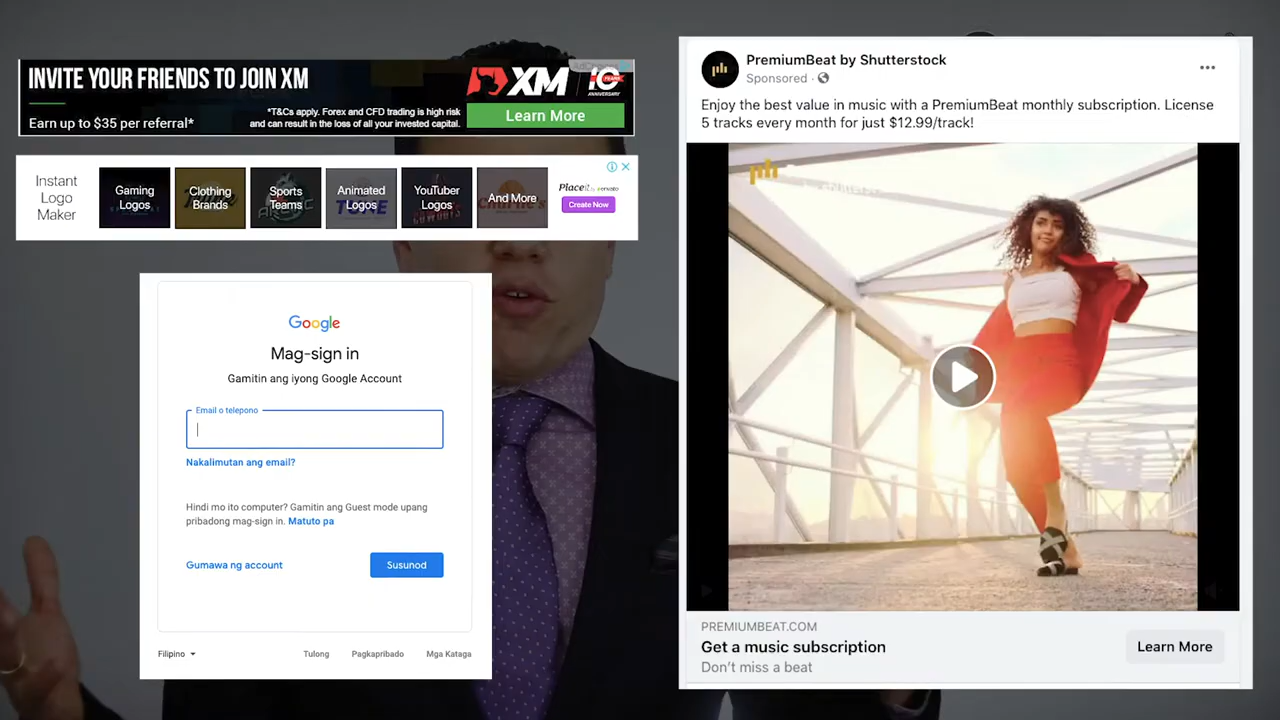 INVITE YOUR FRIENDS TO JOIN XM
Earn up to $35 per referral*
*T&Cs apply. Forex and CFD trading is high risk
and can result in the loss of all your invested capital.
XM
10
YEARS
ANNIVERSARY
Learn More
Instant
Logo
Maker
Gaming
Logos
Clothing
Brands
Sports
Teams
Animated
Logos
YouTuber
Logos
And More
Placeit by envato
Create Now
Google
Mag-sign in
Gamitin ang iyong Google Account
Email o telepono
Nakalimutan ang email?
Hindi mo ito computer? Gamitin ang Guest mode upang
pribadong mag-sign in. Matuto pa
Gumawa ng account
Susunod
Filipino
Tulong
Pagkapribado
Mga Kataga
PremiumBeat by Shutterstock
Sponsored ·
Enjoy the best value in music with a PremiumBeat monthly subscription. License
5 tracks every month for just $12.99/track!
PREMIUMBEAT.COM
Get a music subscription
Don't miss a beat
Learn More